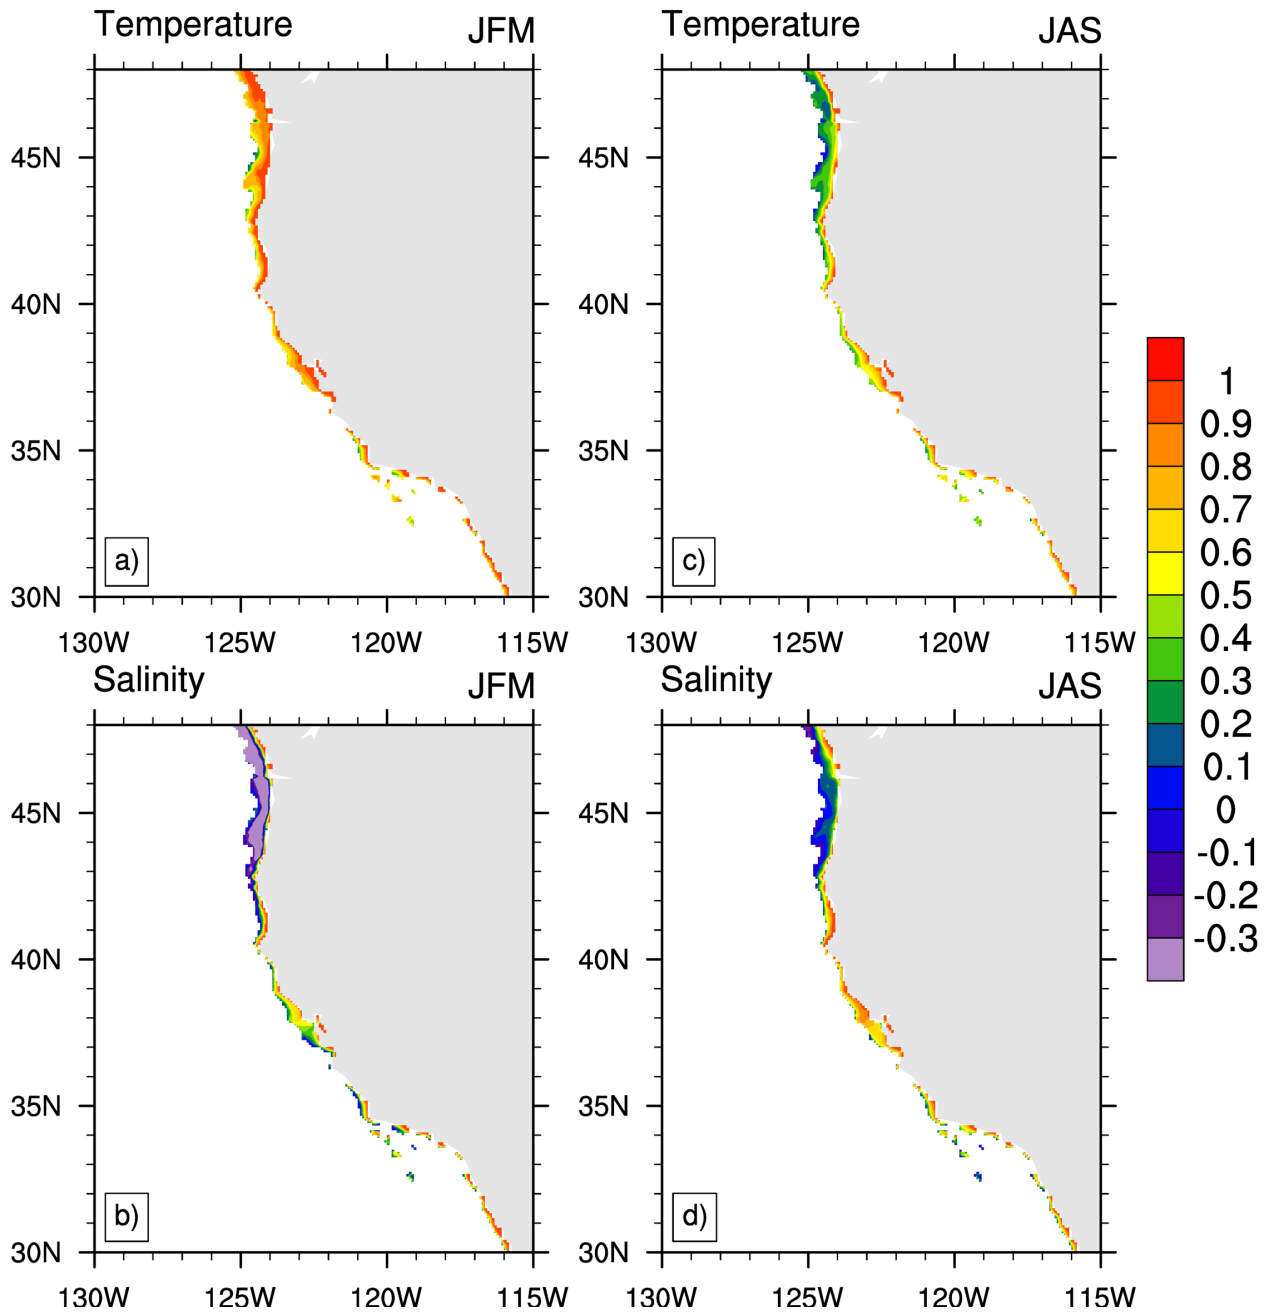 Temperature JFM
45N
40N
35N
30N
a)
130W 125W 120W 115W
Temperature JAS
45N
40N
35N
30N
c)
130W 125W 120W 115W
Salinity JFM
45N
40N
35N
30N
b)
130W 125W 120W 115W
Salinity JAS
45N
40N
35N
30N
d)
130W 125W 120W 115W
1
0.9
0.8
0.7
0.6
0.5
0.4
0.3
0.2
0.1
0
-0.1
-0.2
-0.3